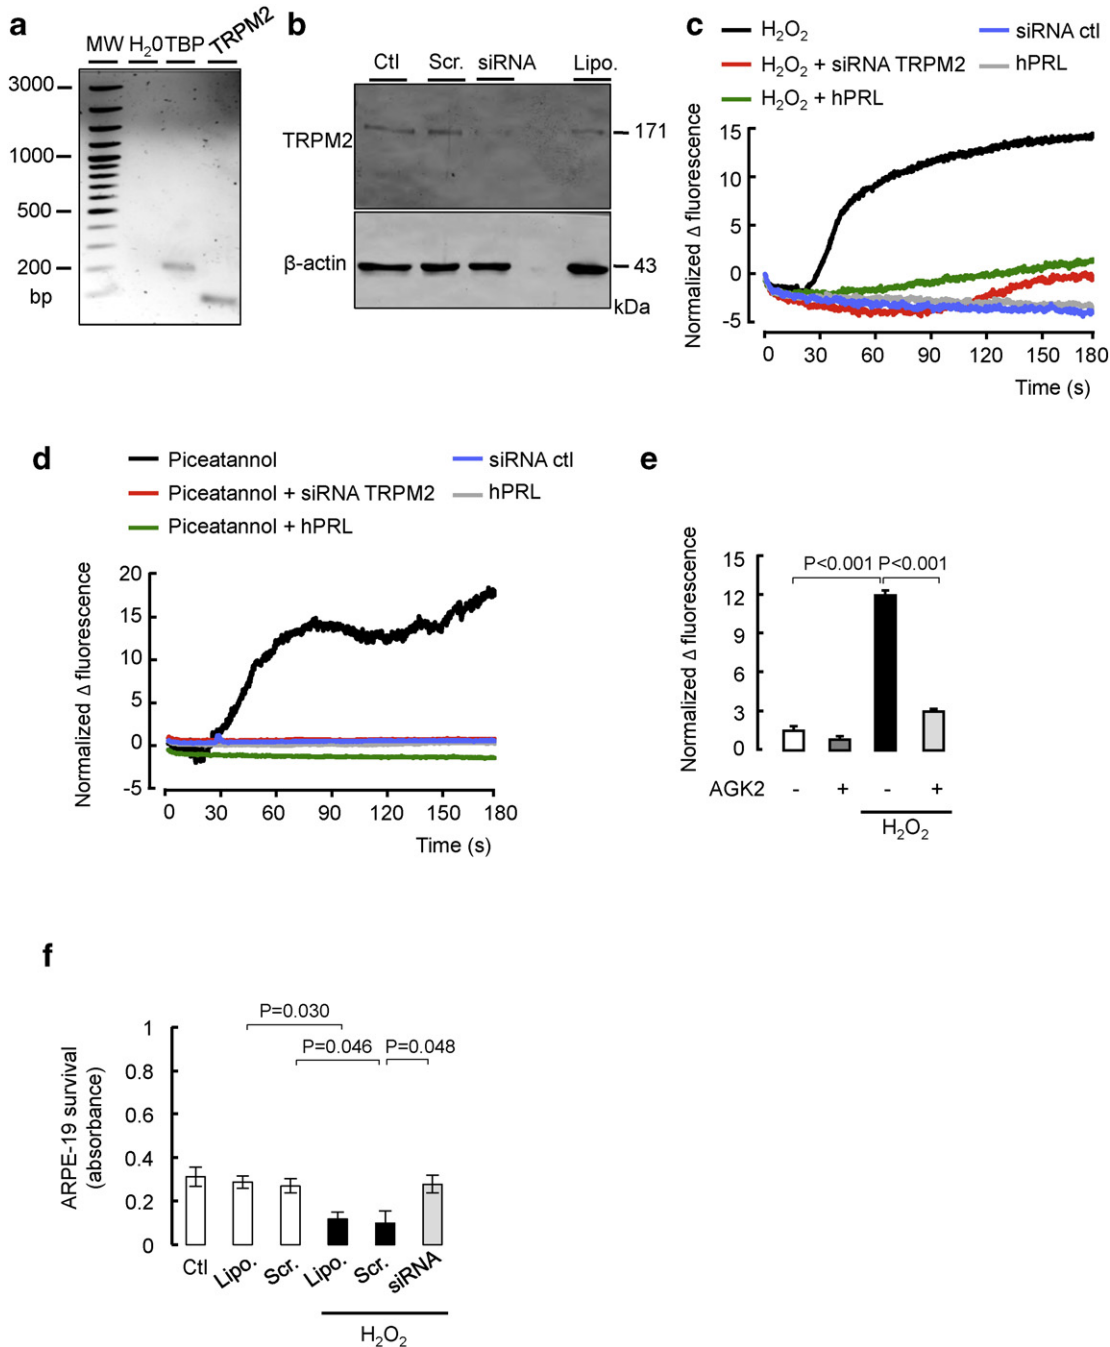 a
MW H₂0 TBP TRPM2
3000
1000
500
200
bp
b
Ctl Scr. siRNA Lipo.
TRPM2 171
β-actin 43
kDa
c
H₂O₂ siRNA ctl
H₂O₂ + siRNA TRPM2 hPRL
H₂O₂ + hPRL
Normalized Δ fluorescence
15
10
5
0
-5
0 30 60 90 120 150 180
Time (s)
d
Piceatannol siRNA ctl
Piceatannol + siRNA TRPM2 hPRL
Piceatannol + hPRL
Normalized Δ fluorescence
20
15
10
5
0
-5
0 30 60 90 120 150 180
Time (s)
e
Normalized Δ fluorescence
15
12
9
6
3
0
P<0.001 P<0.001
AGK2 - + - +
H₂O₂
f
ARPE-19 survival
(absorbance)
1
0.8
0.6
0.4
0.2
0
P=0.030
P=0.046 P=0.048
Ctl Lipo. Scr. Lipo. Scr. siRNA
H₂O₂